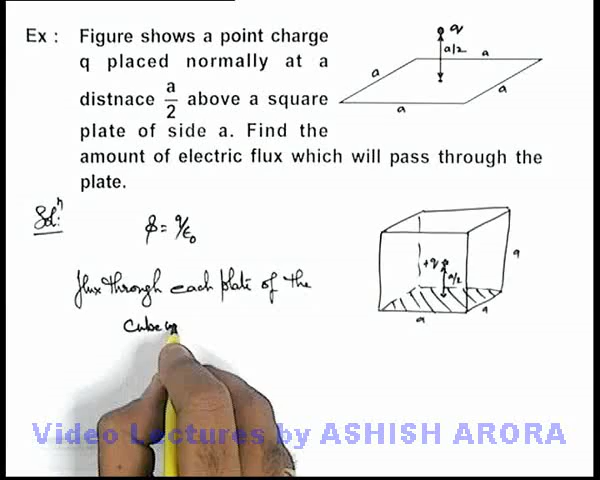 Ex : Figure shows a point charge
q placed normally at a
distnace a/2 above a square
plate of side a. Find the
amount of electric flux which will pass through the
plate.
q
a/2
a
a
a
a
Solⁿ:
φ = q/ε₀
flux through each plate of the
cube
+q
a/2
a
a
a
Video Lectures by ASHISH ARORA